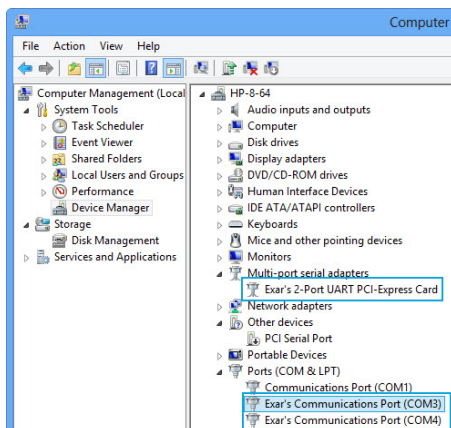 Computer
File Action View Help
Computer Management (Local
System Tools
Task Scheduler
Event Viewer
Shared Folders
Local Users and Groups
Performance
Device Manager
Storage
Disk Management
Services and Applications
HP-8-64
Audio inputs and outputs
Computer
Disk drives
Display adapters
DVD/CD-ROM drives
Human Interface Devices
IDE ATA/ATAPI controllers
Keyboards
Mice and other pointing devices
Monitors
Multi-port serial adapters
Exar's 2-Port UART PCI-Express Card
Network adapters
Other devices
PCI Serial Port
Portable Devices
Ports (COM & LPT)
Communications Port (COM1)
Exar's Communications Port (COM3)
Exar's Communications Port (COM4)